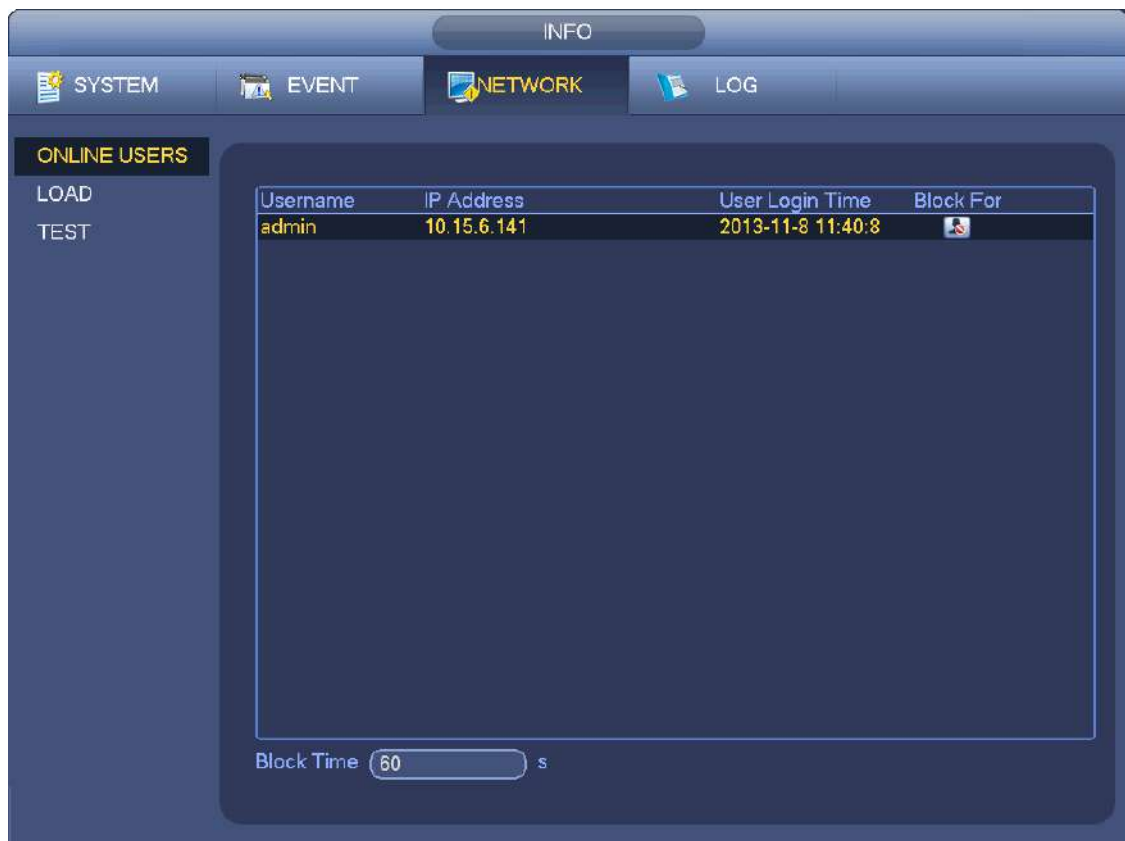 INFO
SYSTEM EVENT NETWORK LOG
ONLINE USERS
LOAD
TEST
Username IP Address User Login Time Block For
admin 10.15.6.141 2013-11-8 11:40:8
Block Time 60 s